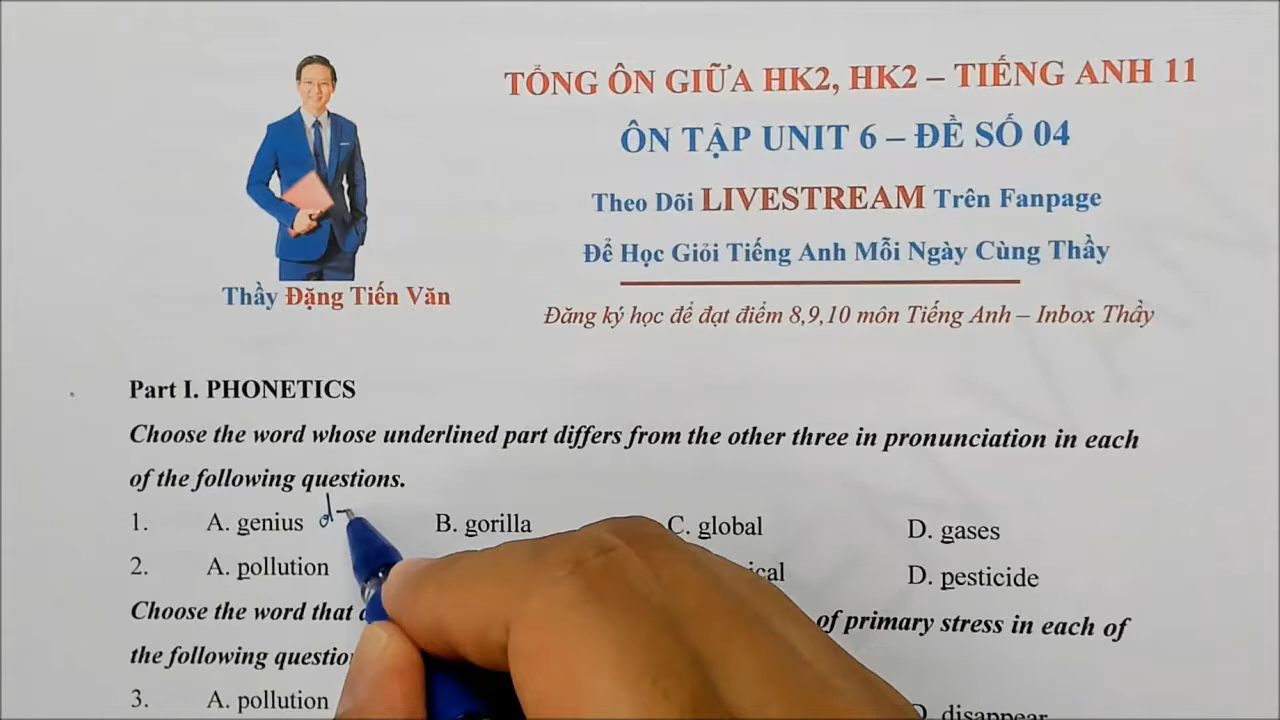 TỔNG ÔN GIỮA HK2, HK2 – TIẾNG ANH 11
ÔN TẬP UNIT 6 – ĐỀ SỐ 04
Theo Dõi LIVESTREAM Trên Fanpage
Để Học Giỏi Tiếng Anh Mỗi Ngày Cùng Thầy
Thầy Đặng Tiến Văn
Đăng ký học để đạt điểm 8,9,10 môn Tiếng Anh – Inbox Thầy
Part I. PHONETICS
Choose the word whose underlined part differs from the other three in pronunciation in each
of the following questions.
1. A. genius B. gorilla C. global D. gases
2. A. pollution D. pesticide
Choose the word that of primary stress in each of
the following
3. A. pollution D. disappear